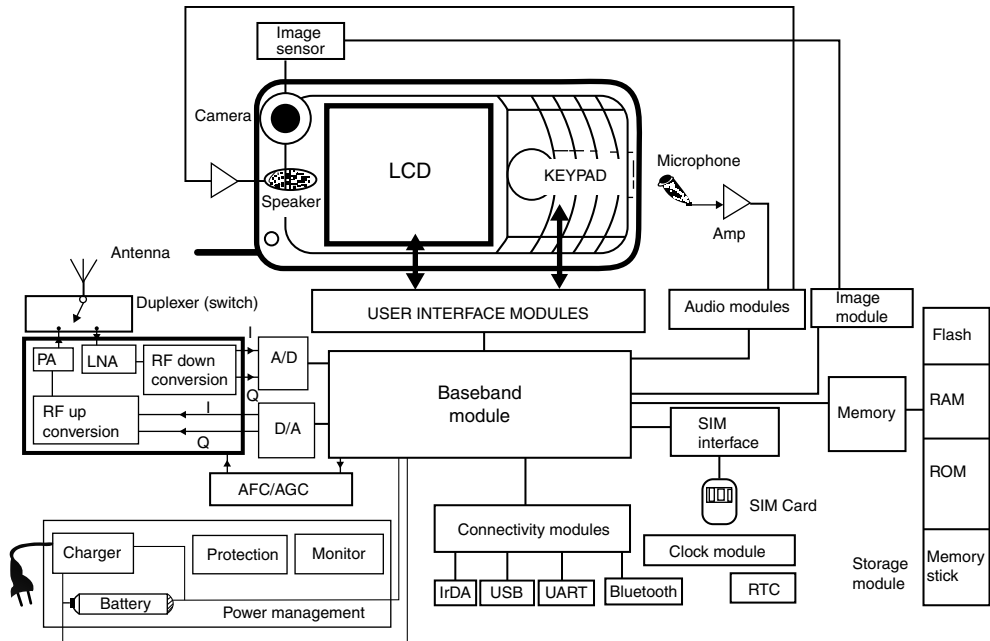 Image
sensor
Camera
LCD
KEYPAD
Microphone
Speaker
Amp
Antenna
Duplexer (switch)
USER INTERFACE MODULES
Audio modules
Image
module
Flash
PA
LNA
RF down
conversion
I
Q
A/D
RF up
conversion
I
Q
D/A
Baseband
module
Memory
RAM
SIM
interface
ROM
AFC/AGC
SIM Card
Connectivity modules
Clock module
Storage
module
Memory
stick
Charger
Protection
Monitor
IrDA
USB
UART
Bluetooth
RTC
Battery
Power management